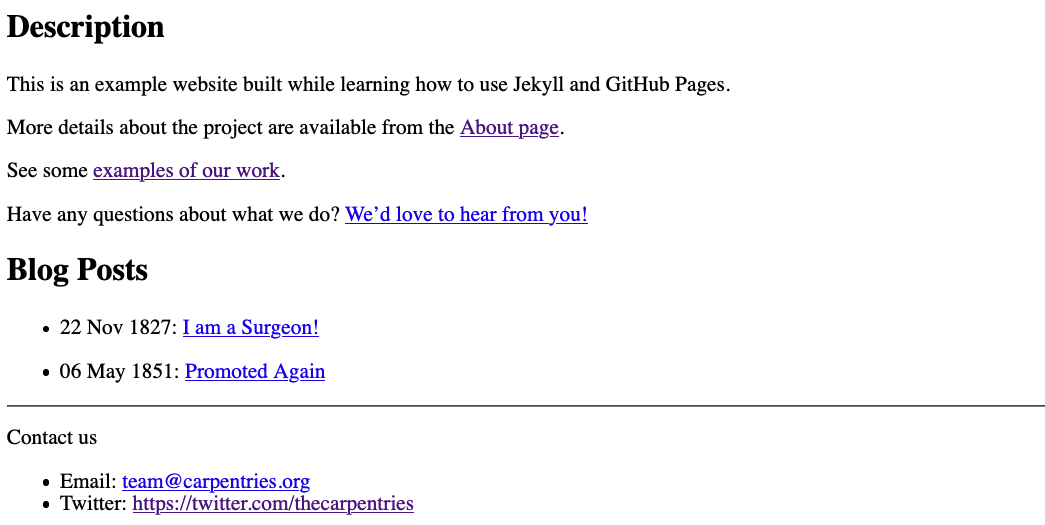 Description
This is an example website built while learning how to use Jekyll and GitHub Pages.
More details about the project are available from the About page.
See some examples of our work.
Have any questions about what we do? We’d love to hear from you!
Blog Posts
• 22 Nov 1827: I am a Surgeon!
• 06 May 1851: Promoted Again
Contact us
• Email: team@carpentries.org
• Twitter: https://twitter.com/thecarpentries